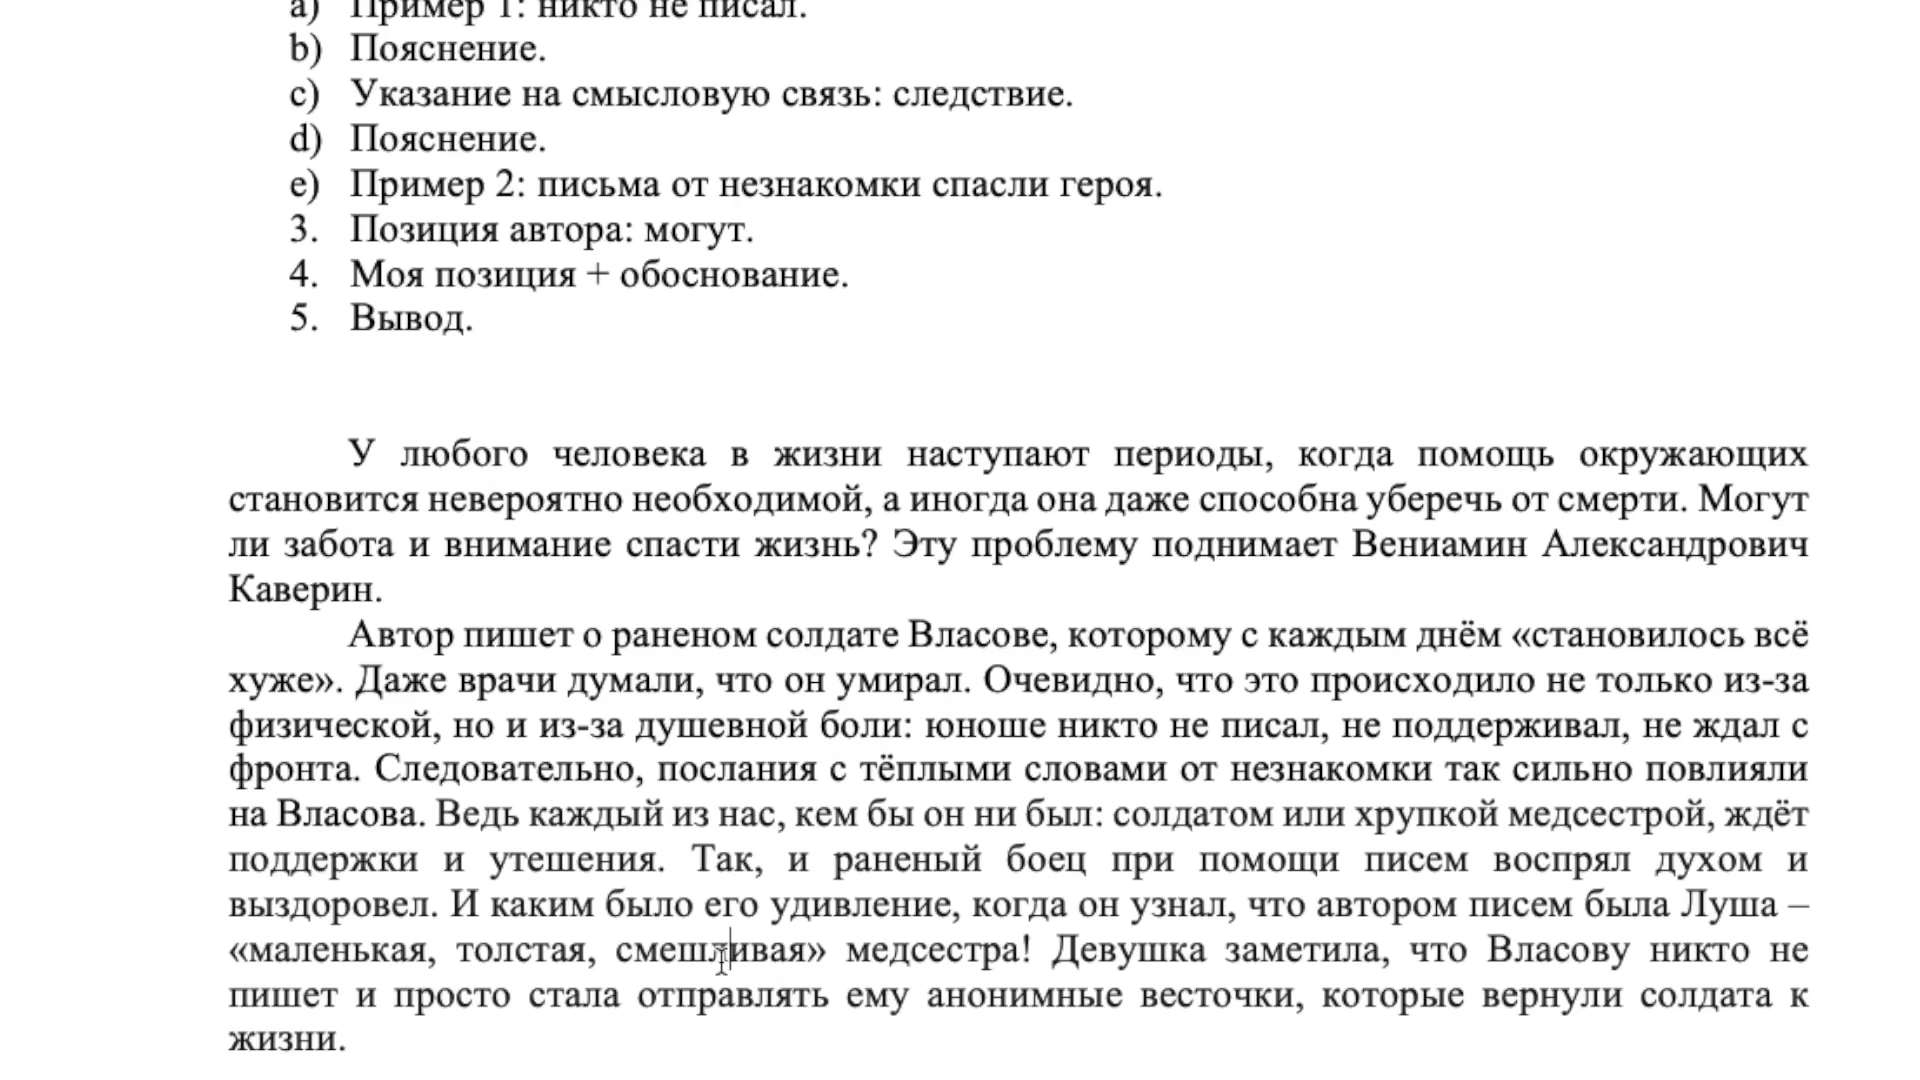 a) Пример 1: никто не писал.
b) Пояснение.
c) Указание на смысловую связь: следствие.
d) Пояснение.
e) Пример 2: письма от незнакомки спасли героя.
3. Позиция автора: могут.
4. Моя позиция + обоснование.
5. Вывод.
У любого человека в жизни наступают периоды, когда помощь окружающих
становится невероятно необходимой, а иногда она даже способна уберечь от смерти. Могут
ли забота и внимание спасти жизнь? Эту проблему поднимает Вениамин Александрович
Каверин.
Автор пишет о раненом солдате Власове, которому с каждым днём «становилось всё
хуже». Даже врачи думали, что он умирал. Очевидно, что это происходило не только из-за
физической, но и из-за душевной боли: юноше никто не писал, не поддерживал, не ждал с
фронта. Следовательно, послания с тёплыми словами от незнакомки так сильно повлияли
на Власова. Ведь каждый из нас, кем бы он ни был: солдатом или хрупкой медсестрой, ждёт
поддержки и утешения. Так, и раненый боец при помощи писем воспрял духом и
выздоровел. И каким было его удивление, когда он узнал, что автором писем была Луша –
«маленькая, толстая, смешливая» медсестра! Девушка заметила, что Власову никто не
пишет и просто стала отправлять ему анонимные весточки, которые вернули солдата к
жизни.